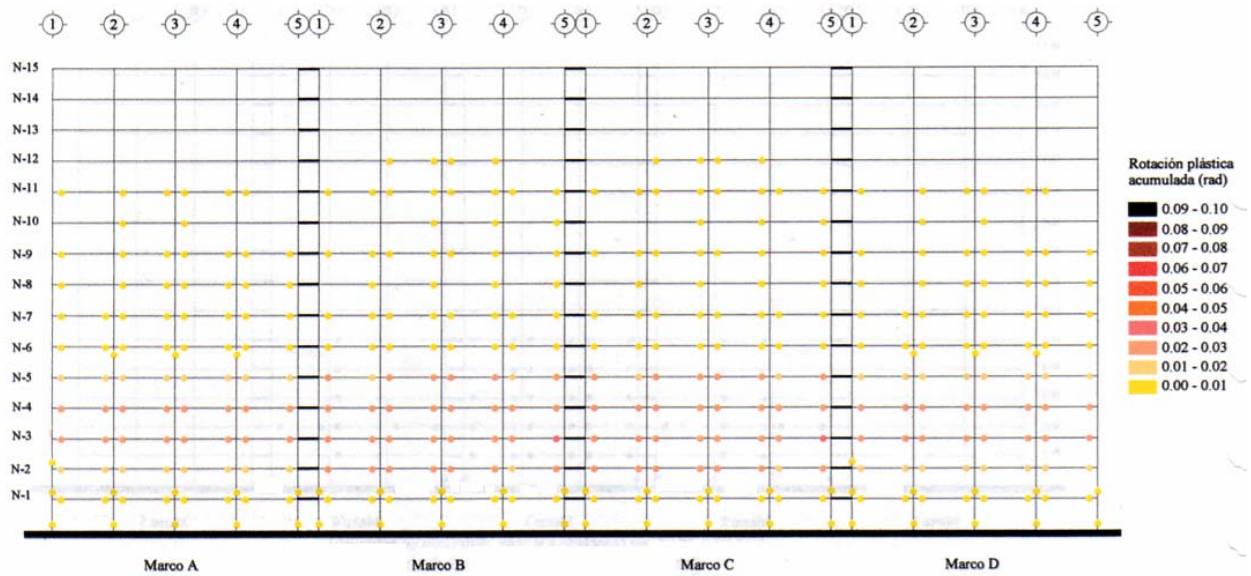 1 2 3 4 5 1 2 3 4 5 1 2 3 4 5 1 2 3 4 5
N-15
N-14
N-13
N-12
N-11
N-10
N-9
N-8
N-7
N-6
N-5
N-4
N-3
N-2
N-1
Marco A Marco B Marco C Marco D
Rotación plástica
acumulada (rad)
0.09 - 0.10
0.08 - 0.09
0.07 - 0.08
0.06 - 0.07
0.05 - 0.06
0.04 - 0.05
0.03 - 0.04
0.02 - 0.03
0.01 - 0.02
0.00 - 0.01